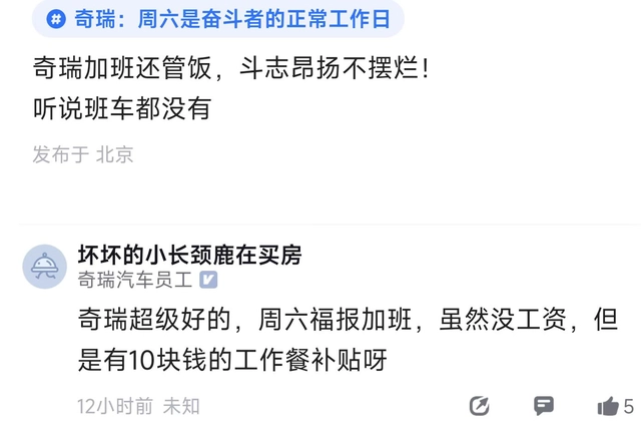 # 奇瑞：周六是奋斗者的正常工作日
奇瑞加班还管饭，斗志昂扬不摆烂！
听说班车都没有
发布于 北京
坏坏的小长颈鹿在买房
奇瑞汽车员工
奇瑞超级好的，周六福报加班，虽然没工资，但
是有10块钱的工作餐补贴呀
12小时前 未知
5